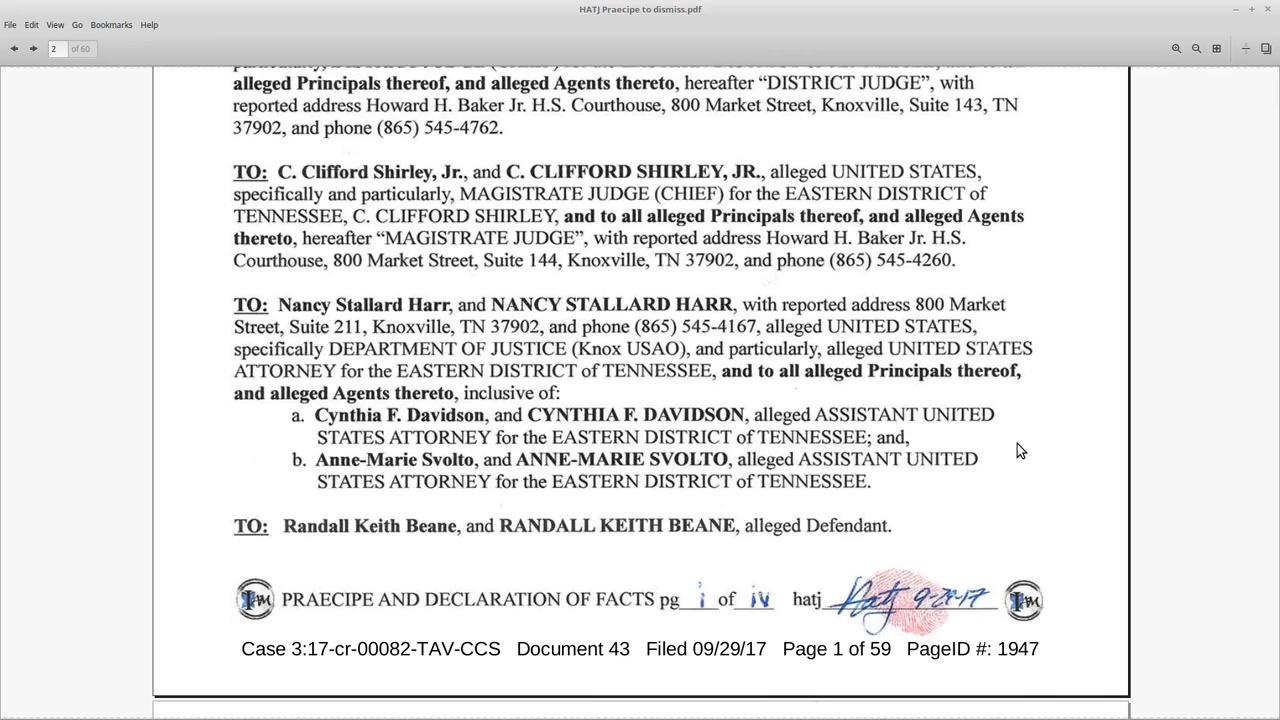 HATJ Praecipe to dismiss.pdf
File Edit View Go Bookmarks Help
2 of 60
alleged Principals thereof, and alleged Agents thereto, hereafter “DISTRICT JUDGE”, with
reported address Howard H. Baker Jr. H.S. Courthouse, 800 Market Street, Knoxville, Suite 143, TN
37902, and phone (865) 545-4762.
TO: C. Clifford Shirley, Jr., and C. CLIFFORD SHIRLEY, JR., alleged UNITED STATES,
specifically and particularly, MAGISTRATE JUDGE (CHIEF) for the EASTERN DISTRICT of
TENNESSEE, C. CLIFFORD SHIRLEY, and to all alleged Principals thereof, and alleged Agents
thereto, hereafter “MAGISTRATE JUDGE”, with reported address Howard H. Baker Jr. H.S.
Courthouse, 800 Market Street, Suite 144, Knoxville, TN 37902, and phone (865) 545-4260.
TO: Nancy Stallard Harr, and NANCY STALLARD HARR, with reported address 800 Market
Street, Suite 211, Knoxville, TN 37902, and phone (865) 545-4167, alleged UNITED STATES,
specifically DEPARTMENT OF JUSTICE (Knox USAO), and particularly, alleged UNITED STATES
ATTORNEY for the EASTERN DISTRICT of TENNESSEE, and to all alleged Principals thereof,
and alleged Agents thereto, inclusive of:
a. Cynthia F. Davidson, and CYNTHIA F. DAVIDSON, alleged ASSISTANT UNITED
STATES ATTORNEY for the EASTERN DISTRICT of TENNESSEE; and,
b. Anne-Marie Svolto, and ANNE-MARIE SVOLTO, alleged ASSISTANT UNITED
STATES ATTORNEY for the EASTERN DISTRICT of TENNESSEE.
TO: Randall Keith Beane, and RANDALL KEITH BEANE, alleged Defendant.
PRAECIPE AND DECLARATION OF FACTS pg i of iv hatj Hatj
Case 3:17-cr-00082-TAV-CCS Document 43 Filed 09/29/17 Page 1 of 59 PageID #: 1947